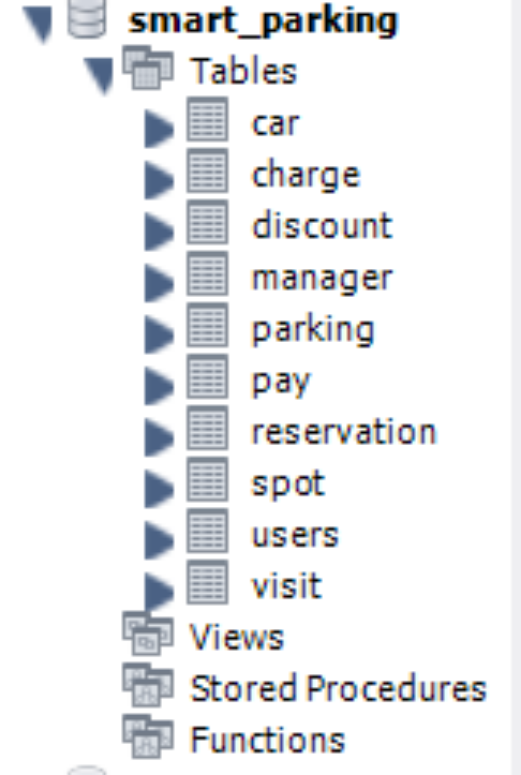 smart_parking
Tables
car
charge
discount
manager
parking
pay
reservation
spot
users
visit
Views
Stored Procedures
Functions